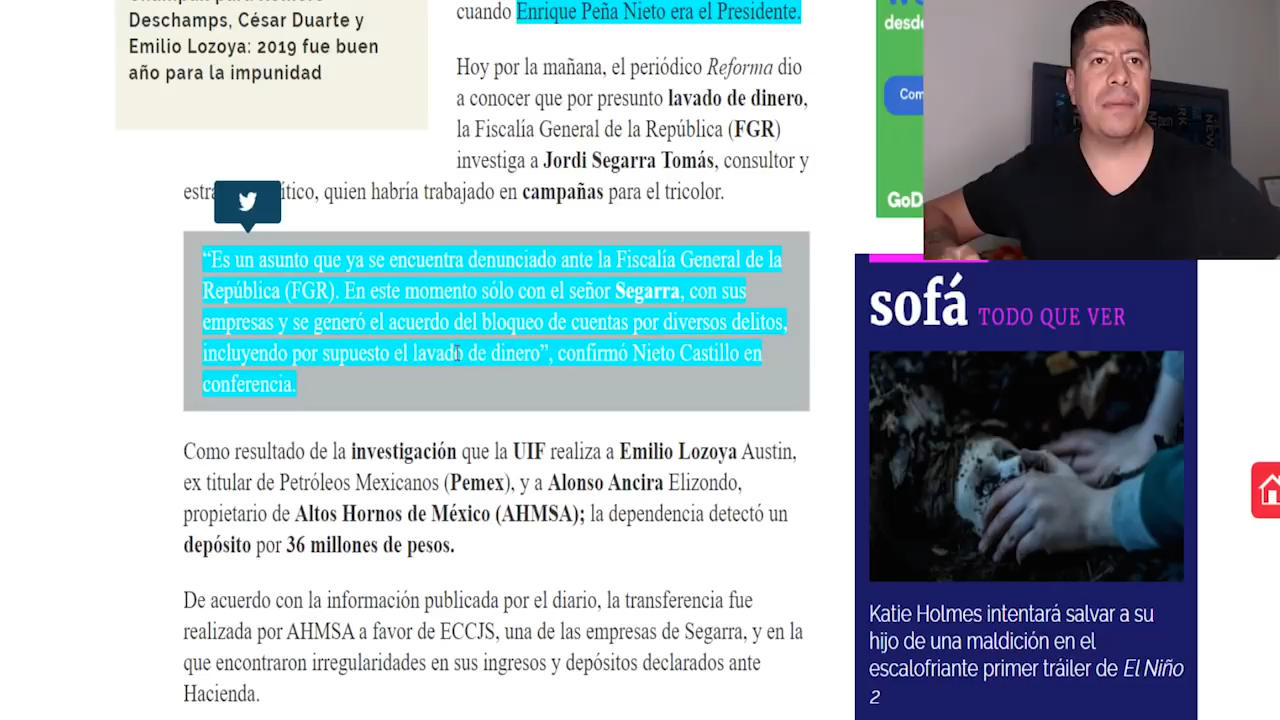 Deschamps, César Duarte y
Emilio Lozoya: 2019 fue buen
año para la impunidad
cuando Enrique Peña Nieto era el Presidente.
Hoy por la mañana, el periódico Reforma dio
a conocer que por presunto lavado de dinero,
la Fiscalía General de la República (FGR)
investiga a Jordi Segarra Tomás, consultor y
quien habría trabajado en campañas para el tricolor.
“Es un asunto que ya se encuentra denunciado ante la Fiscalía General de la
República (FGR). En este momento sólo con el señor Segarra, con sus
empresas y se generó el acuerdo del bloqueo de cuentas por diversos delitos,
incluyendo por supuesto el lavado de dinero”, confirmó Nieto Castillo en
conferencia.
Como resultado de la investigación que la UIF realiza a Emilio Lozoya Austin,
ex titular de Petróleos Mexicanos (Pemex), y a Alonso Ancira Elizondo,
propietario de Altos Hornos de México (AHMSA); la dependencia detectó un
depósito por 36 millones de pesos.
De acuerdo con la información publicada por el diario, la transferencia fue
realizada por AHMSA a favor de ECCJS, una de las empresas de Segarra, y en la
que encontraron irregularidades en sus ingresos y depósitos declarados ante
Hacienda.
desde
Com
GoD
sofá TODO QUE VER
Katie Holmes intentará salvar a su
hijo de una maldición en el
escalofriante primer tráiler de El Niño
2